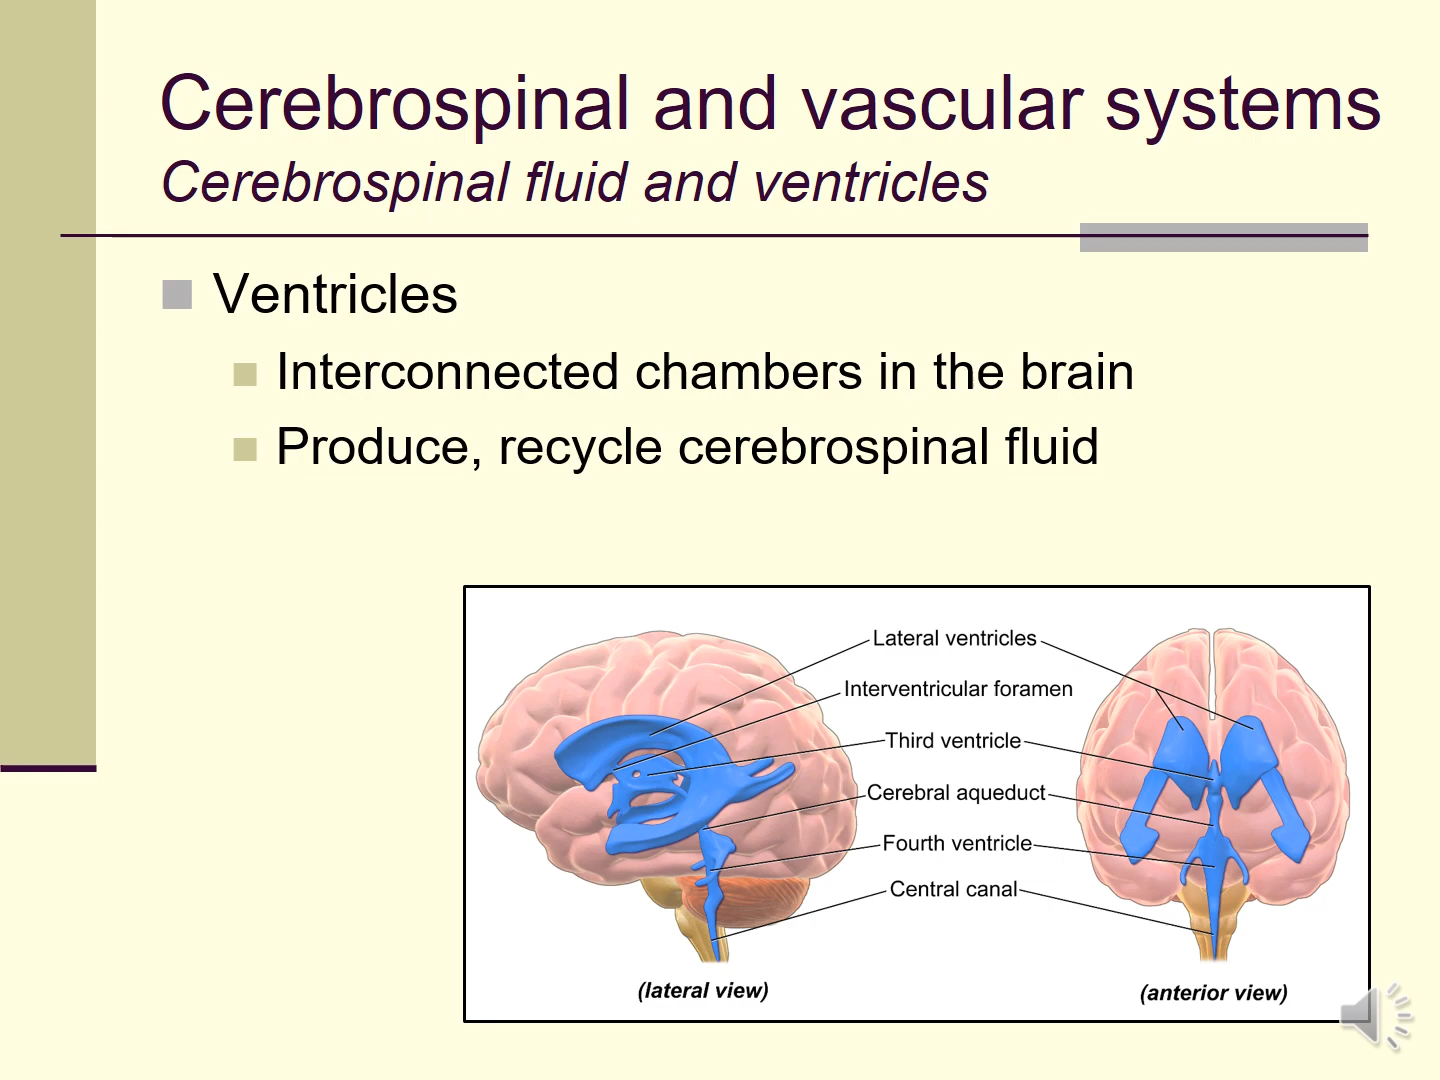 Cerebrospinal and vascular systems
Cerebrospinal fluid and ventricles
Ventricles
Interconnected chambers in the brain
Produce, recycle cerebrospinal fluid
Lateral ventricles
Interventricular foramen
Third ventricle
Cerebral aqueduct
Fourth ventricle
Central canal
(lateral view)
(anterior view)